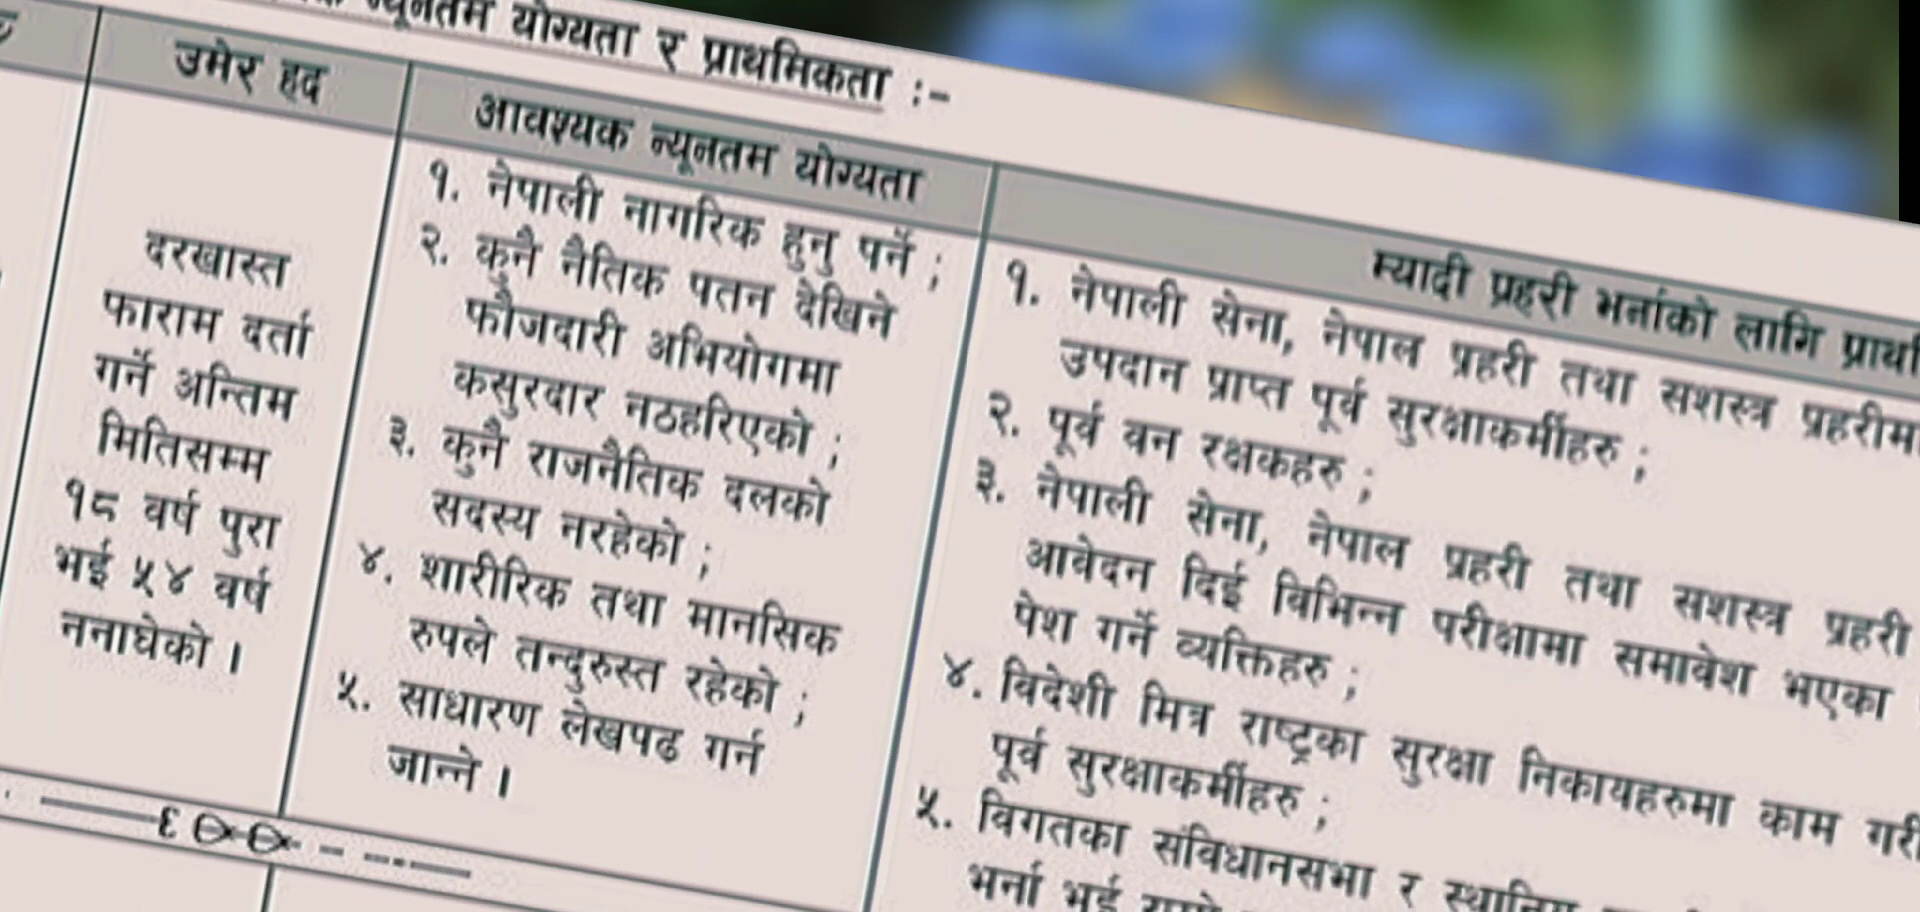 न्यूनतम योग्यता र प्राथमिकता :-
उमेर हद
दरखास्त
फाराम दर्ता
गर्ने अन्तिम
मितिसम्म
१८ वर्ष पुरा
भई ५४ वर्ष
ननाघेको ।
आवश्यक न्यूनतम योग्यता
१. नेपाली नागरिक हुनु पर्ने ;
२. कुनै नैतिक पतन देखिने
फौजदारी अभियोगमा
कसुरदार नठहरिएको ;
३. कुनै राजनैतिक दलको
सदस्य नरहेको ;
४. शारीरिक तथा मानसिक
रुपले तन्दुरुस्त रहेको ;
५. साधारण लेखपढ गर्न
जान्ने ।
म्यादी प्रहरी भर्नाको लागि
१. नेपाली सेना, नेपाल प्रहरी तथा सशस्त्र प्रहरीमा
उपदान प्राप्त पूर्व सुरक्षाकर्मीहरु ;
२. पूर्व वन रक्षकहरु ;
३. नेपाली सेना, नेपाल प्रहरी तथा सशस्त्र प्रहरी
आवेदन दिई विभिन्न परीक्षामा समावेश भएका
पेश गर्ने व्यक्तिहरु ;
४. विदेशी मित्र राष्ट्रका सुरक्षा निकायहरुमा काम गरी
पूर्व सुरक्षाकर्मीहरु ;
५. विगतका संविधानसभा र
भर्ना भई